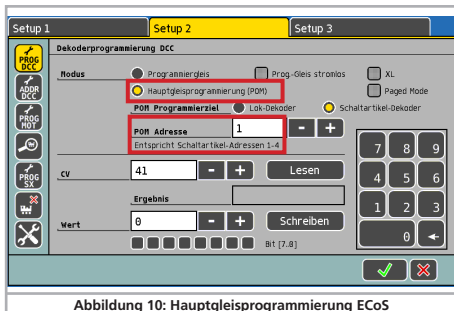 Setup 1 Setup 2 Setup 3
Dekoderprogrammierung DCC
PROG DCC
ADDR DCC
PROG MOT
PROG SX
Modus Programmiergleis Prog.-Gleis stromlos XL
Hauptgleisprogrammierung (POM) Paged Mode
POM Programmierziel Lok-Dekoder Schaltartikel-Dekoder
POM Adresse 1 - +
Entspricht Schaltartikel-Adressen 1-4
CV 41 - + Lesen
Ergebnis
Wert 0 - + Schreiben
Bit [7..0]
7 8 9
4 5 6
1 2 3
0
Abbildung 10: Hauptgleisprogrammierung ECoS